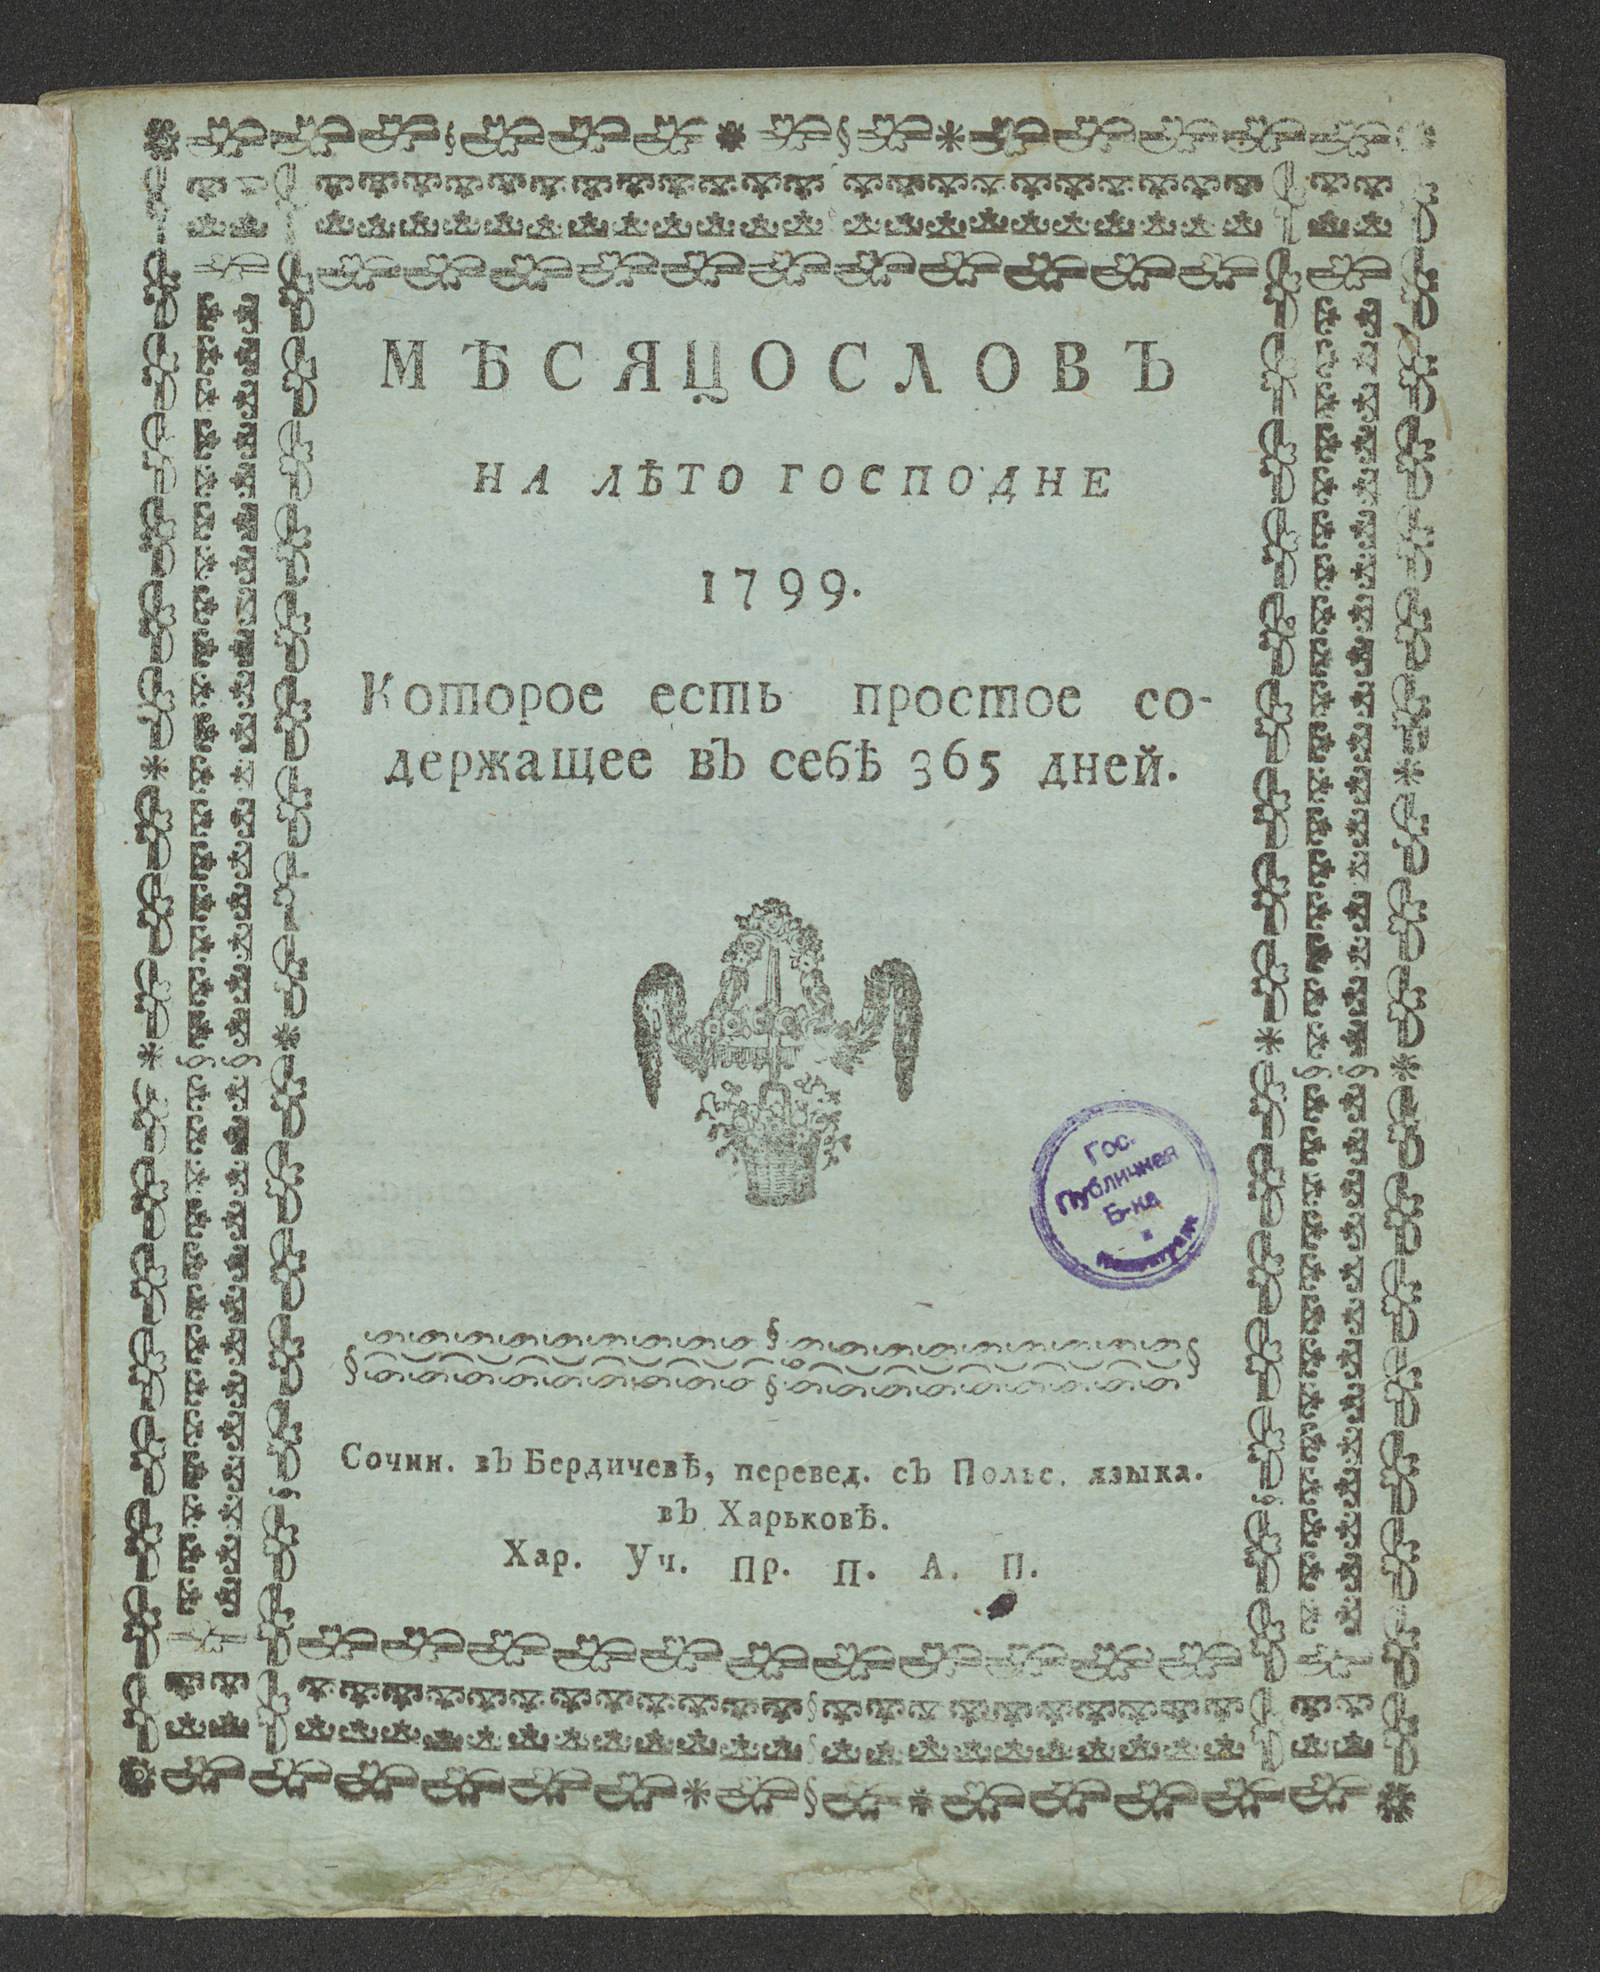 МѢСЯЦОСЛОВЪ
НА ЛѢТО ГОСПОДНЕ
1799.
Которое есть простое со-
держащее въ себѣ 365 дней.
Гос.
Публичная
Б-ка
Сочин. въ Бердичевѣ, перевед. съ Польс. языка.
въ Харьковѣ.
Хар. Уч. Пр. П. А. П.